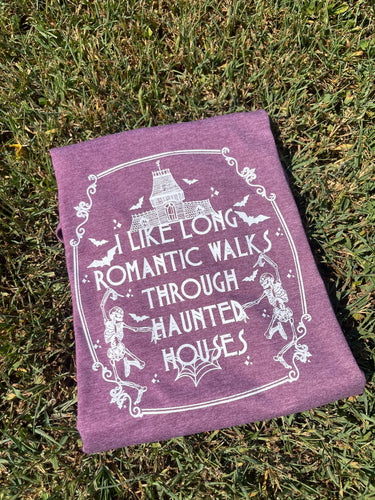 I LIKE LONG
ROMANTIC WALKS
THROUGH
HAUNTED
HOUSES